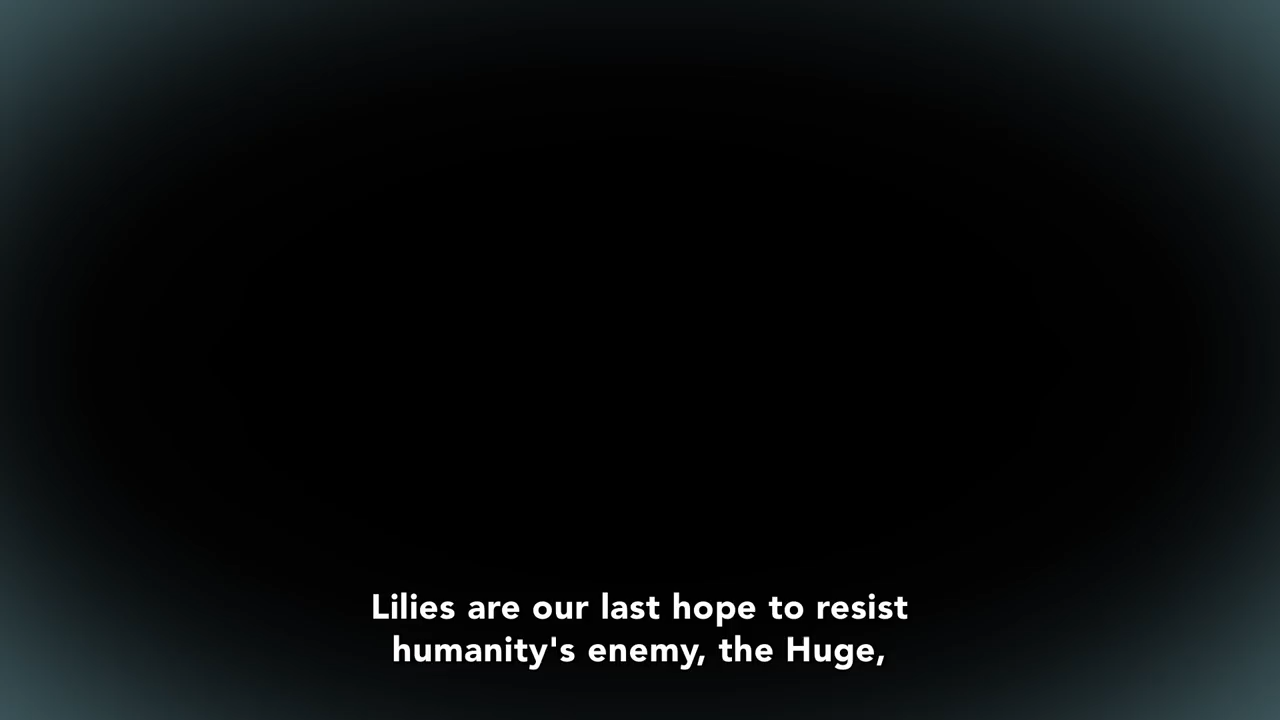 Lilies are our last hope to resist
humanity's enemy, the Huge,